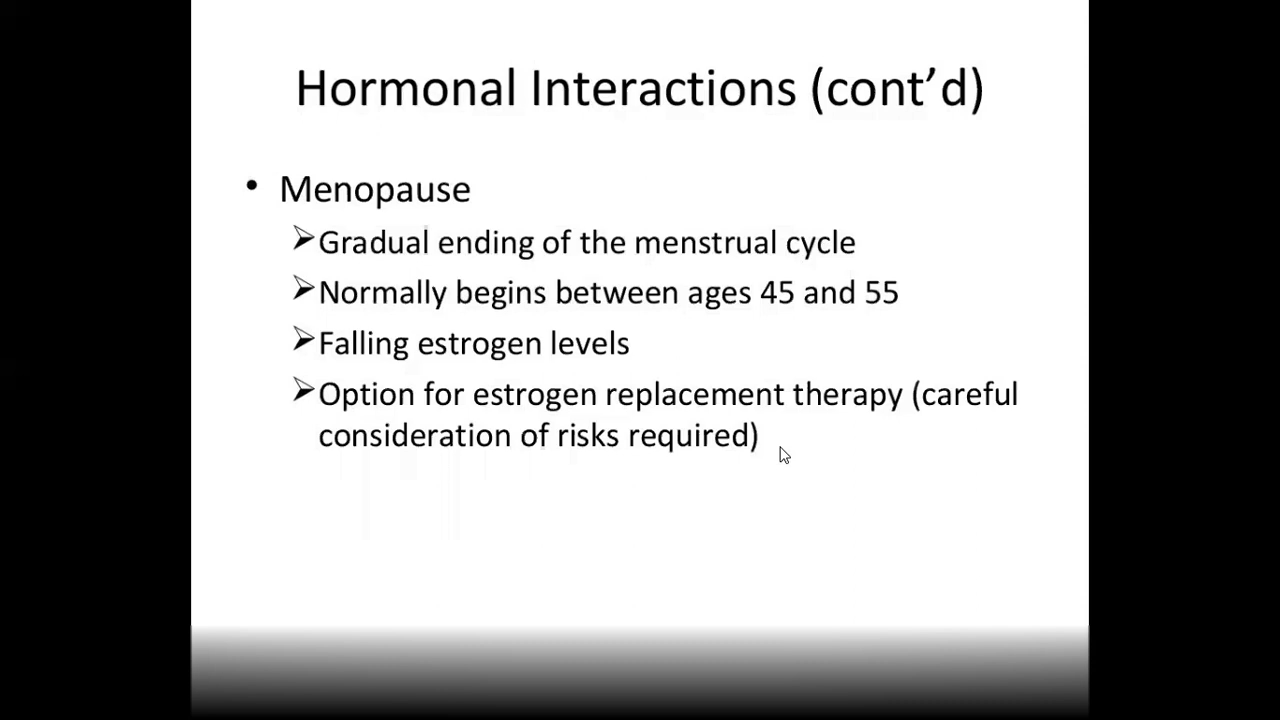 Hormonal Interactions (cont’d)
• Menopause
➢Gradual ending of the menstrual cycle
➢Normally begins between ages 45 and 55
➢Falling estrogen levels
➢Option for estrogen replacement therapy (careful
consideration of risks required)